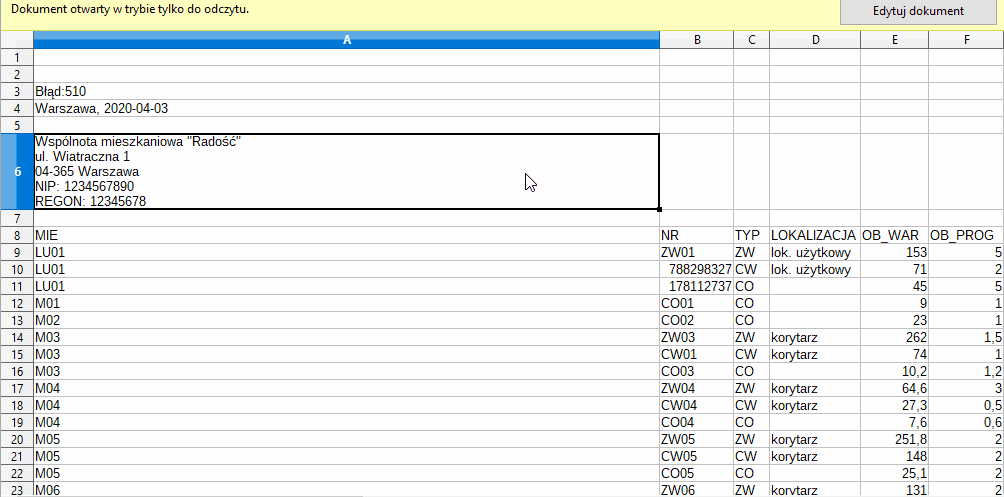 Dokument otwarty w trybie tylko do odczytu. Edytuj dokument
A B C D E F
1
2
3 Błąd:510
4 Warszawa, 2020-04-03
5
Wspólnota mieszkaniowa "Radość"
ul. Wiatraczna 1
6 04-365 Warszawa
NIP: 1234567890
REGON: 12345678
7
8 MIE NR TYP LOKALIZACJA OB_WAR OB_PROG
9 LU01 ZW01 ZW lok. użytkowy 153 5
10 LU01 788298327 CW lok. użytkowy 71 2
11 LU01 178112737 CO 45 5
12 M01 CO01 CO 9 1
13 M02 CO02 CO 23 1
14 M03 ZW03 ZW korytarz 262 1,5
15 M03 CW01 CW korytarz 74 1
16 M03 CO03 CO 10,2 1,2
17 M04 ZW04 ZW korytarz 64,6 3
18 M04 CW04 CW korytarz 27,3 0,5
19 M04 CO04 CO 7,6 0,6
20 M05 ZW05 ZW korytarz 251,8 2
21 M05 CW05 CW korytarz 148 2
22 M05 CO05 CO 25,1 2
23 M06 ZW06 ZW korytarz 131 2